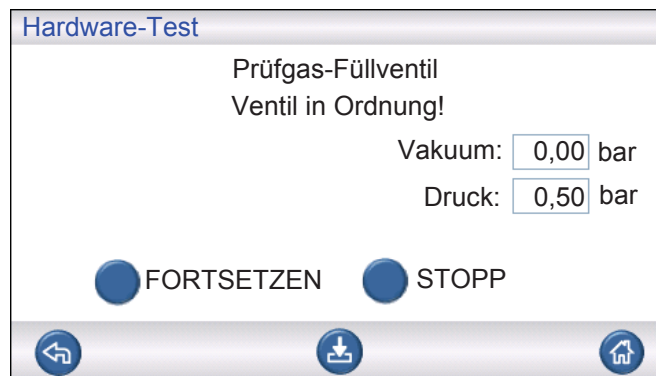 Hardware-Test
Prüfgas-Füllventil
Ventil in Ordnung!
Vakuum: 0,00 bar
Druck: 0,50 bar
FORTSETZEN STOPP